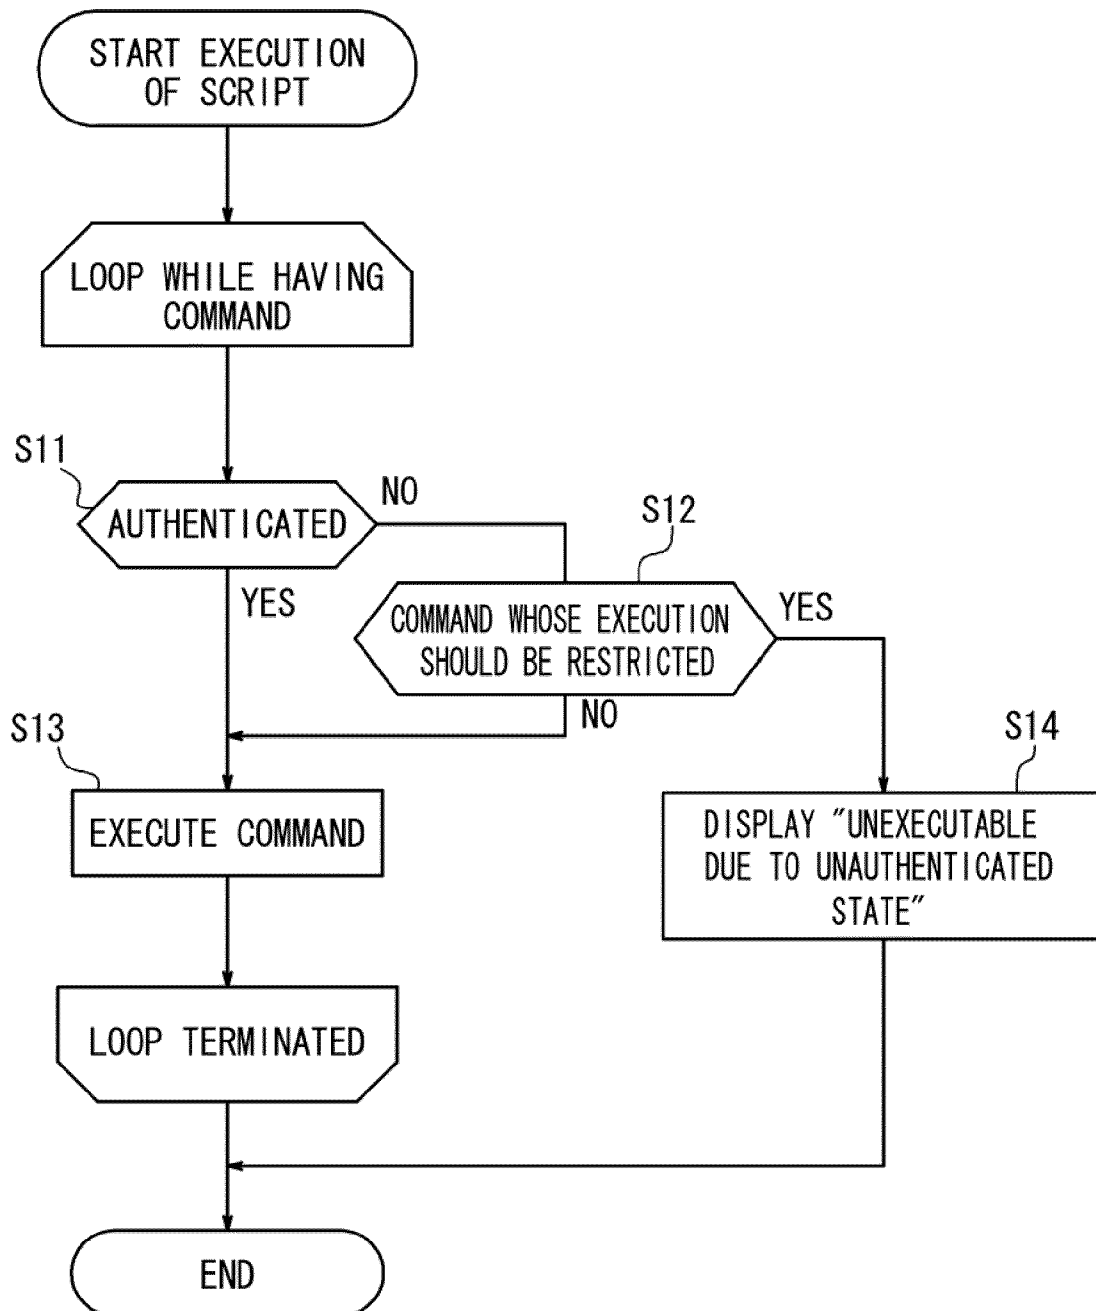 START EXECUTION
OF SCRIPT
LOOP WHILE HAVING
COMMAND
S11
AUTHENTICATED
NO
YES
S12
COMMAND WHOSE EXECUTION
SHOULD BE RESTRICTED
YES
NO
S13
EXECUTE COMMAND
S14
DISPLAY "UNEXECUTABLE
DUE TO UNAUTHENTICATED
STATE"
LOOP TERMINATED
END